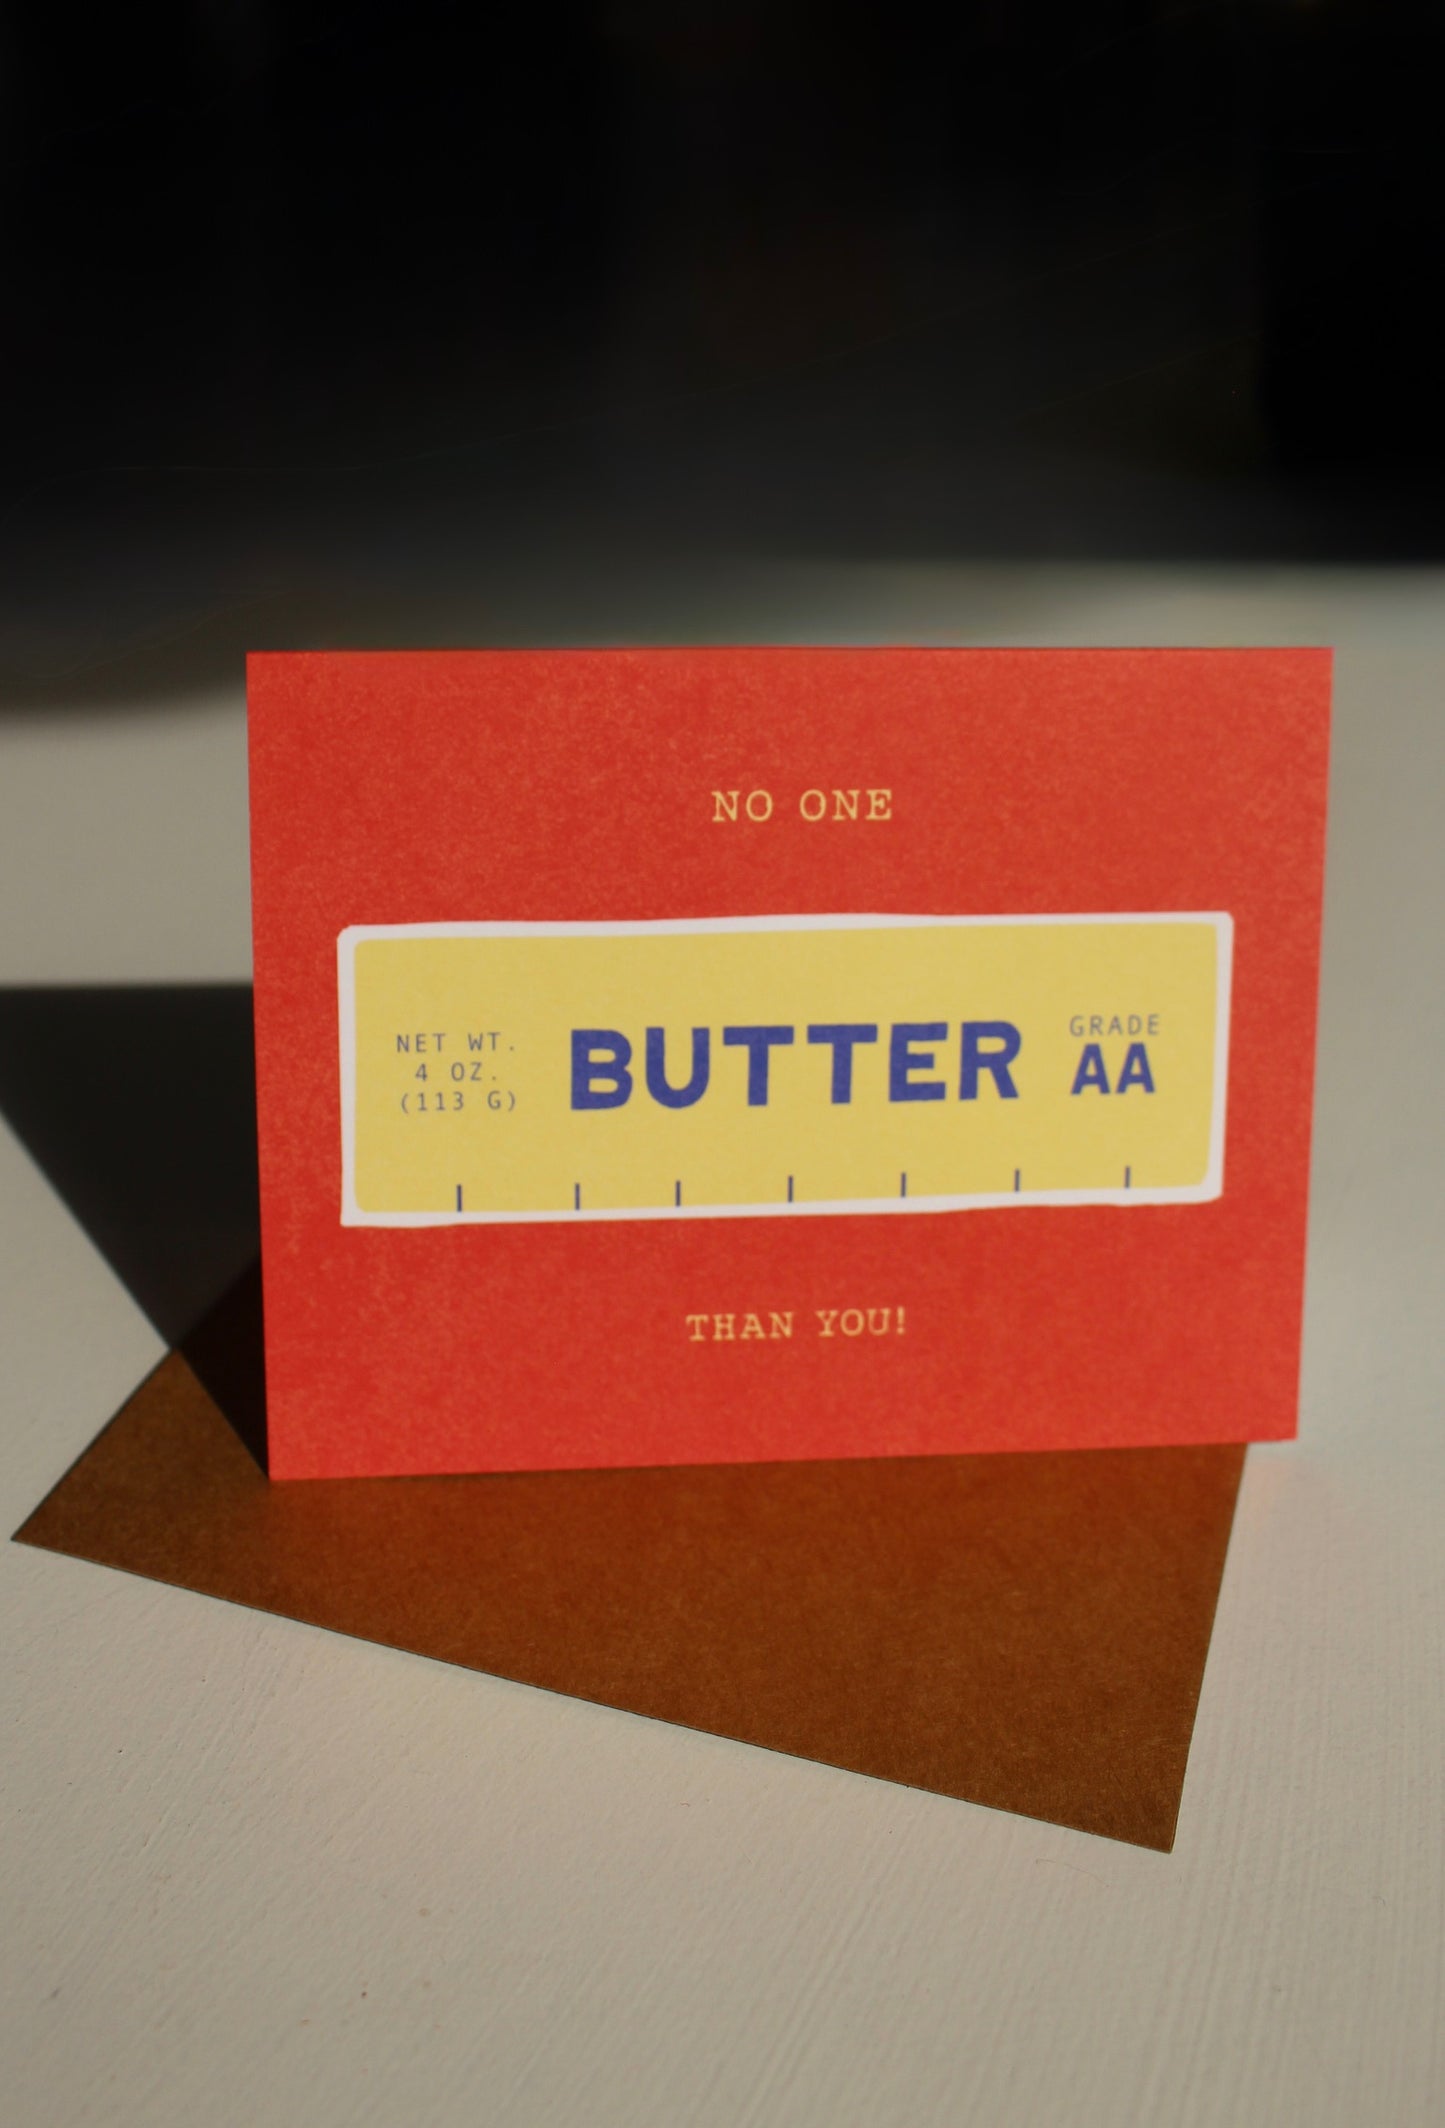 NO ONE
NET WT.
4 OZ.
(113 G)
BUTTER
GRADE
AA
THAN YOU!